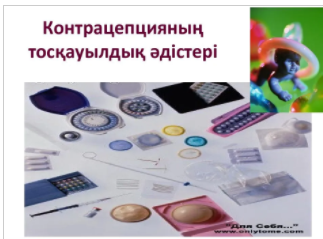 Контрацепцияның
тосқауылдық әдістері
"Для Себя..."
www.onlytome.com